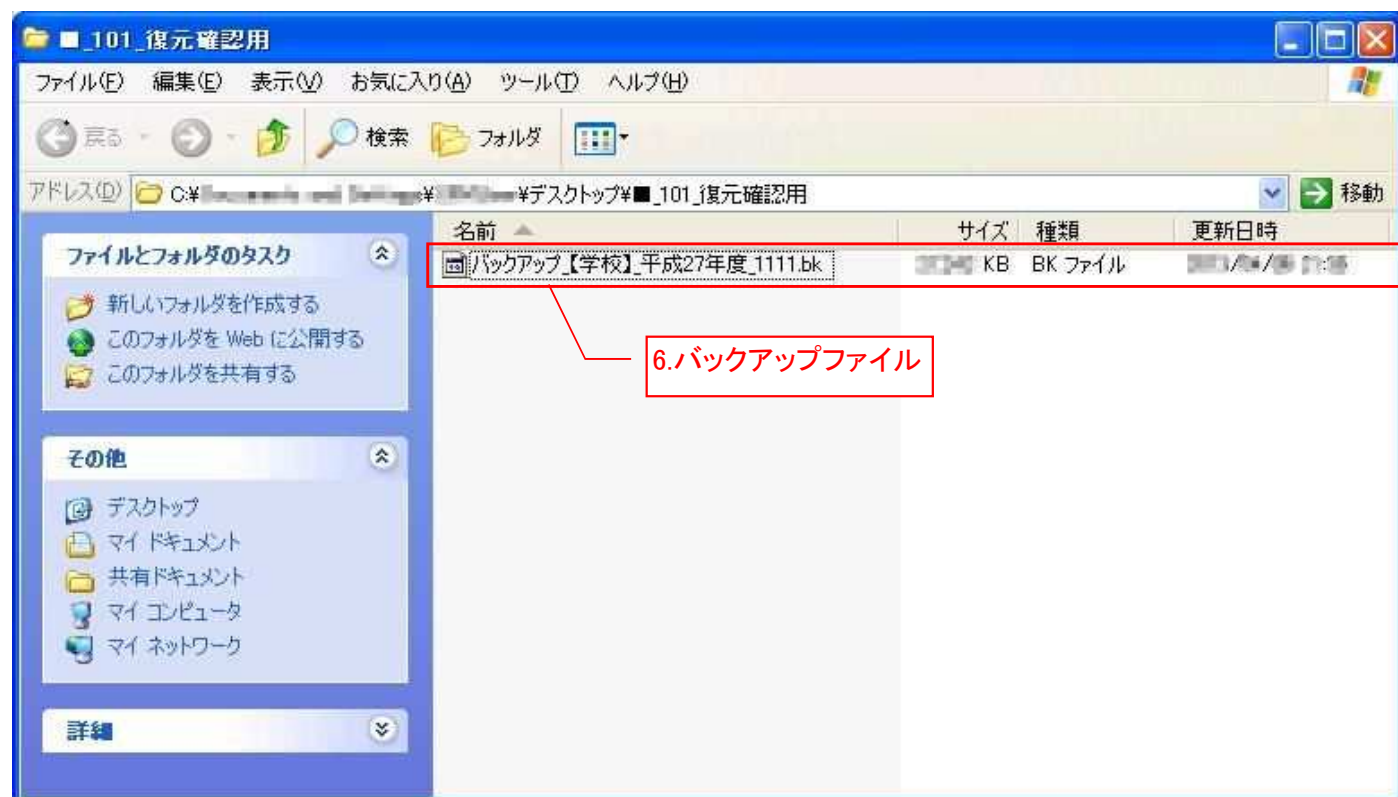 ■_101_復元確認用
ファイル(F) 編集(E) 表示(V) お気に入り(A) ツール(T) ヘルプ(H)
戻る 検索 フォルダ
アドレス(D) C:¥ ¥ ¥デスクトップ¥■_101_復元確認用 移動
名前 サイズ 種類 更新日時
バックアップ【学校】_平成27年度_1111.bk KB BK ファイル
6.バックアップファイル
ファイルとフォルダのタスク
新しいフォルダを作成する
このフォルダを Web に公開する
このフォルダを共有する
その他
デスクトップ
マイ ドキュメント
共有ドキュメント
マイ コンピュータ
マイ ネットワーク
詳細